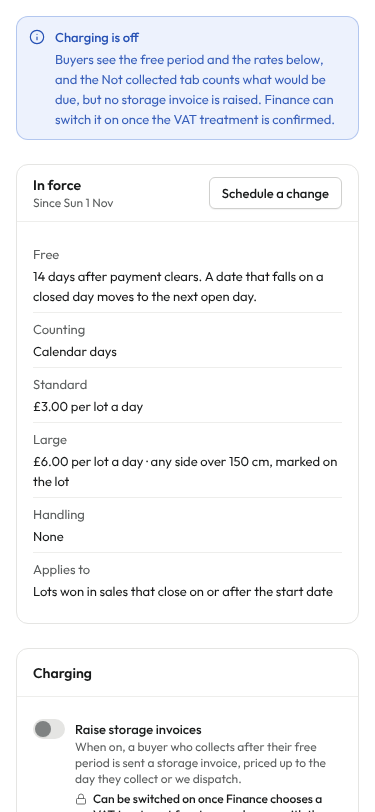 Charging is off
Buyers see the free period and the rates below,
and the Not collected tab counts what would be
due, but no storage invoice is raised. Finance can
switch it on once the VAT treatment is confirmed.
In force
Since Sun 1 Nov
Schedule a change
Free
14 days after payment clears. A date that falls on a
closed day moves to the next open day.
Counting
Calendar days
Standard
£3.00 per lot a day
Large
£6.00 per lot a day · any side over 150 cm, marked on
the lot
Handling
None
Applies to
Lots won in sales that close on or after the start date
Charging
Raise storage invoices
When on, a buyer who collects after their free
period is sent a storage invoice, priced up to the
day they collect or we dispatch.
Can be switched on once Finance chooses a